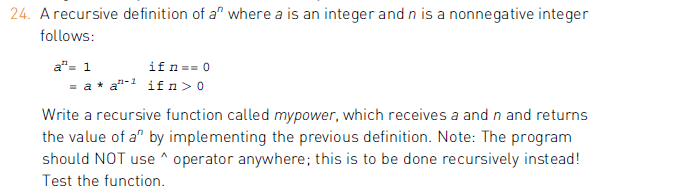 24. A recursive definition of aⁿ where a is an integer and n is a nonnegative integer
follows:
aⁿ= 1 if n == 0
= a * aⁿ⁻¹ if n > 0
Write a recursive function called mypower, which receives a and n and returns
the value of aⁿ by implementing the previous definition. Note: The program
should NOT use ^ operator anywhere; this is to be done recursively instead!
Test the function.